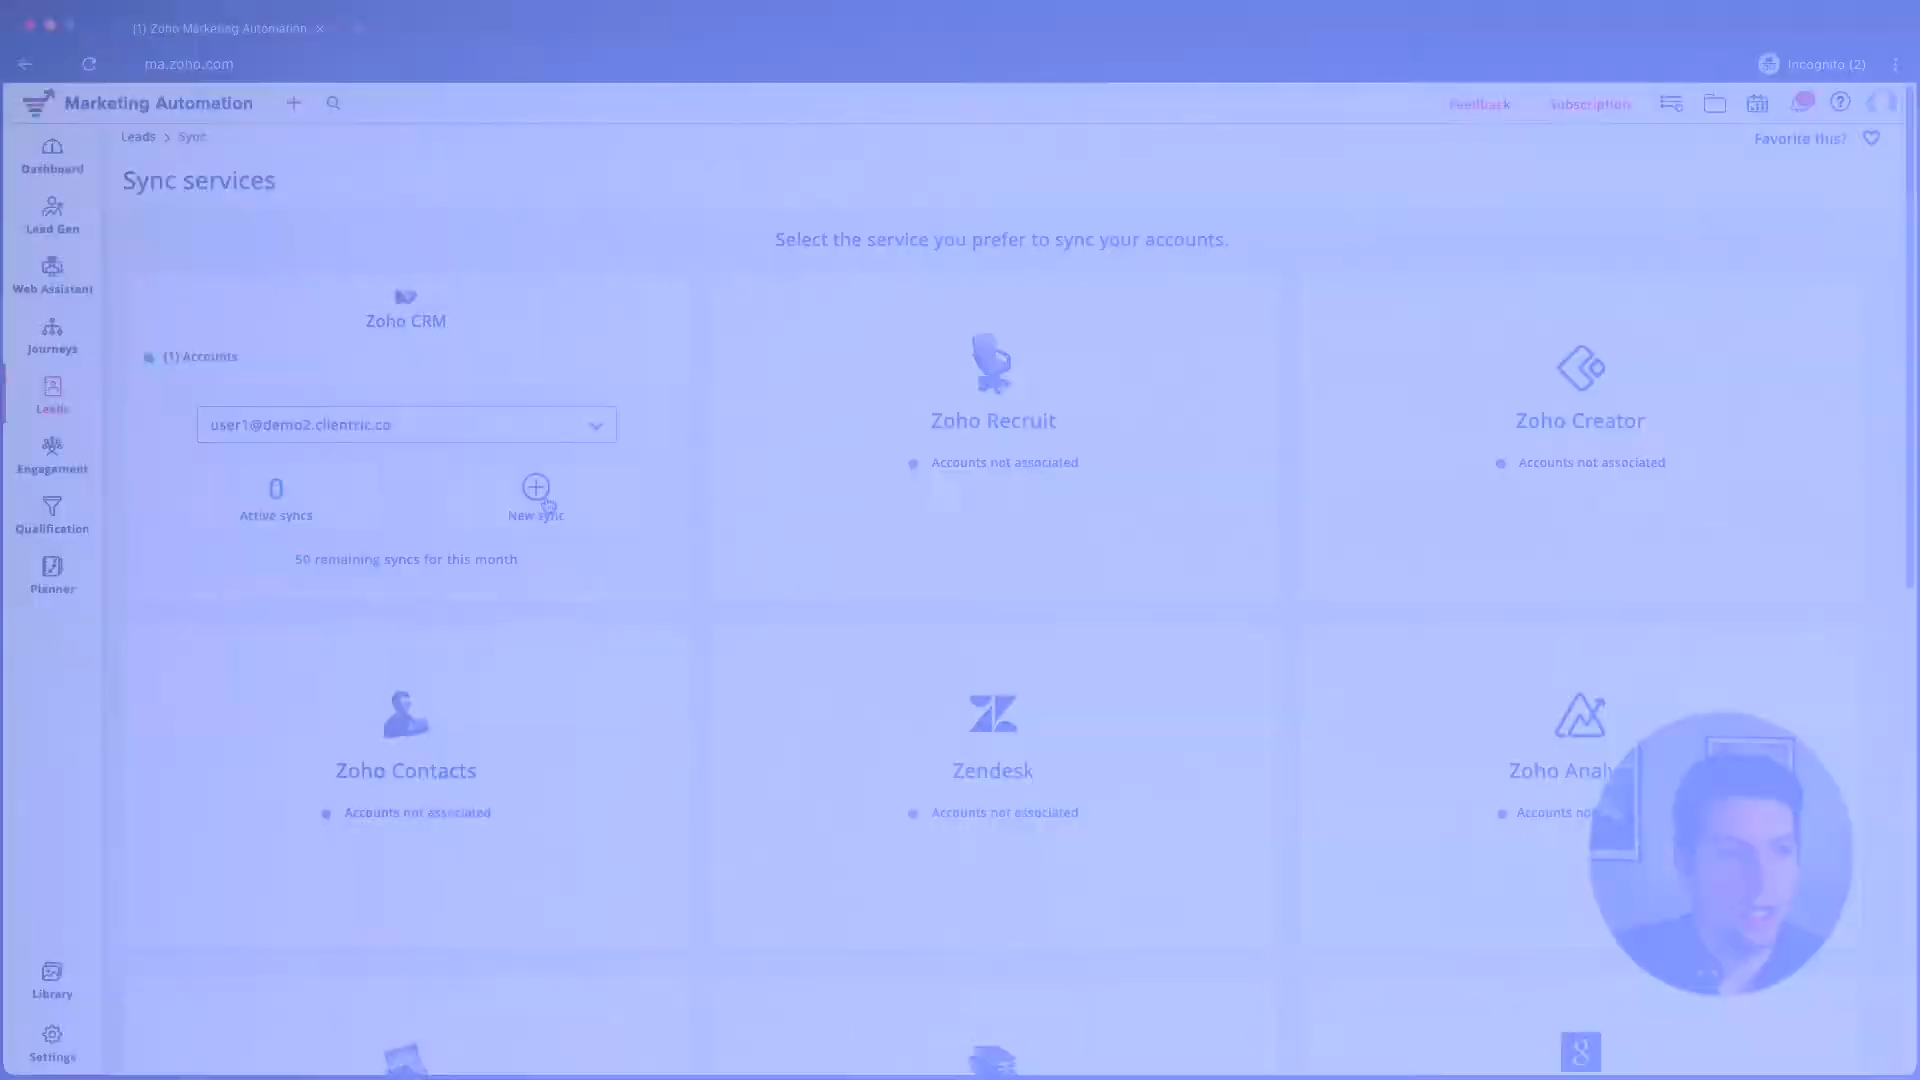 (1) Zoho Marketing Automation
ma.zoho.com
Incognito (2)
Marketing Automation
Feedback
Subscription
Leads > Sync
Favorite this?
Dashboard
Lead Gen
Web Assistant
Journeys
Leads
Engagement
Qualification
Planner
Library
Settings
Sync services
Select the service you prefer to sync your accounts.
Zoho CRM
(1) Accounts
user1@demo2.clientric.co
0
Active syncs
New sync
50 remaining syncs for this month
Zoho Recruit
Accounts not associated
Zoho Creator
Accounts not associated
Zoho Contacts
Accounts not associated
Zendesk
Accounts not associated
Zoho Analy
Accounts no
8